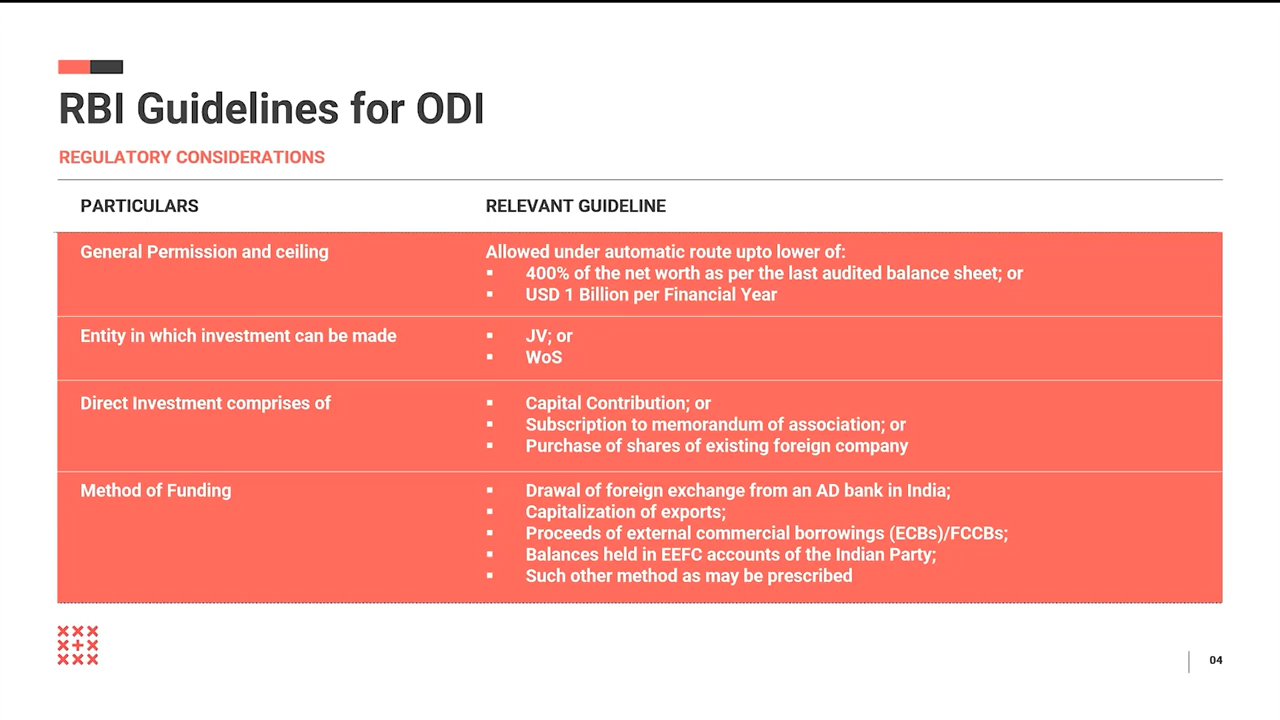 RBI Guidelines for ODI
REGULATORY CONSIDERATIONS
PARTICULARS RELEVANT GUIDELINE
General Permission and ceiling Allowed under automatic route upto lower of:
▪ 400% of the net worth as per the last audited balance sheet; or
▪ USD 1 Billion per Financial Year
Entity in which investment can be made ▪ JV; or
▪ WoS
Direct Investment comprises of ▪ Capital Contribution; or
▪ Subscription to memorandum of association; or
▪ Purchase of shares of existing foreign company
Method of Funding ▪ Drawal of foreign exchange from an AD bank in India;
▪ Capitalization of exports;
▪ Proceeds of external commercial borrowings (ECBs)/FCCBs;
▪ Balances held in EEFC accounts of the Indian Party;
▪ Such other method as may be prescribed
04